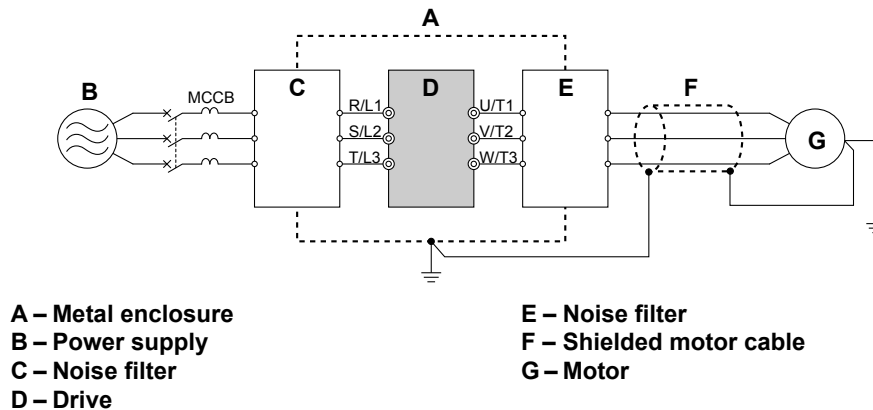 A
B
MCCB
C
R/L1
S/L2
T/L3
D
U/T1
V/T2
W/T3
E
F
G
A – Metal enclosure
B – Power supply
C – Noise filter
D – Drive
E – Noise filter
F – Shielded motor cable
G – Motor